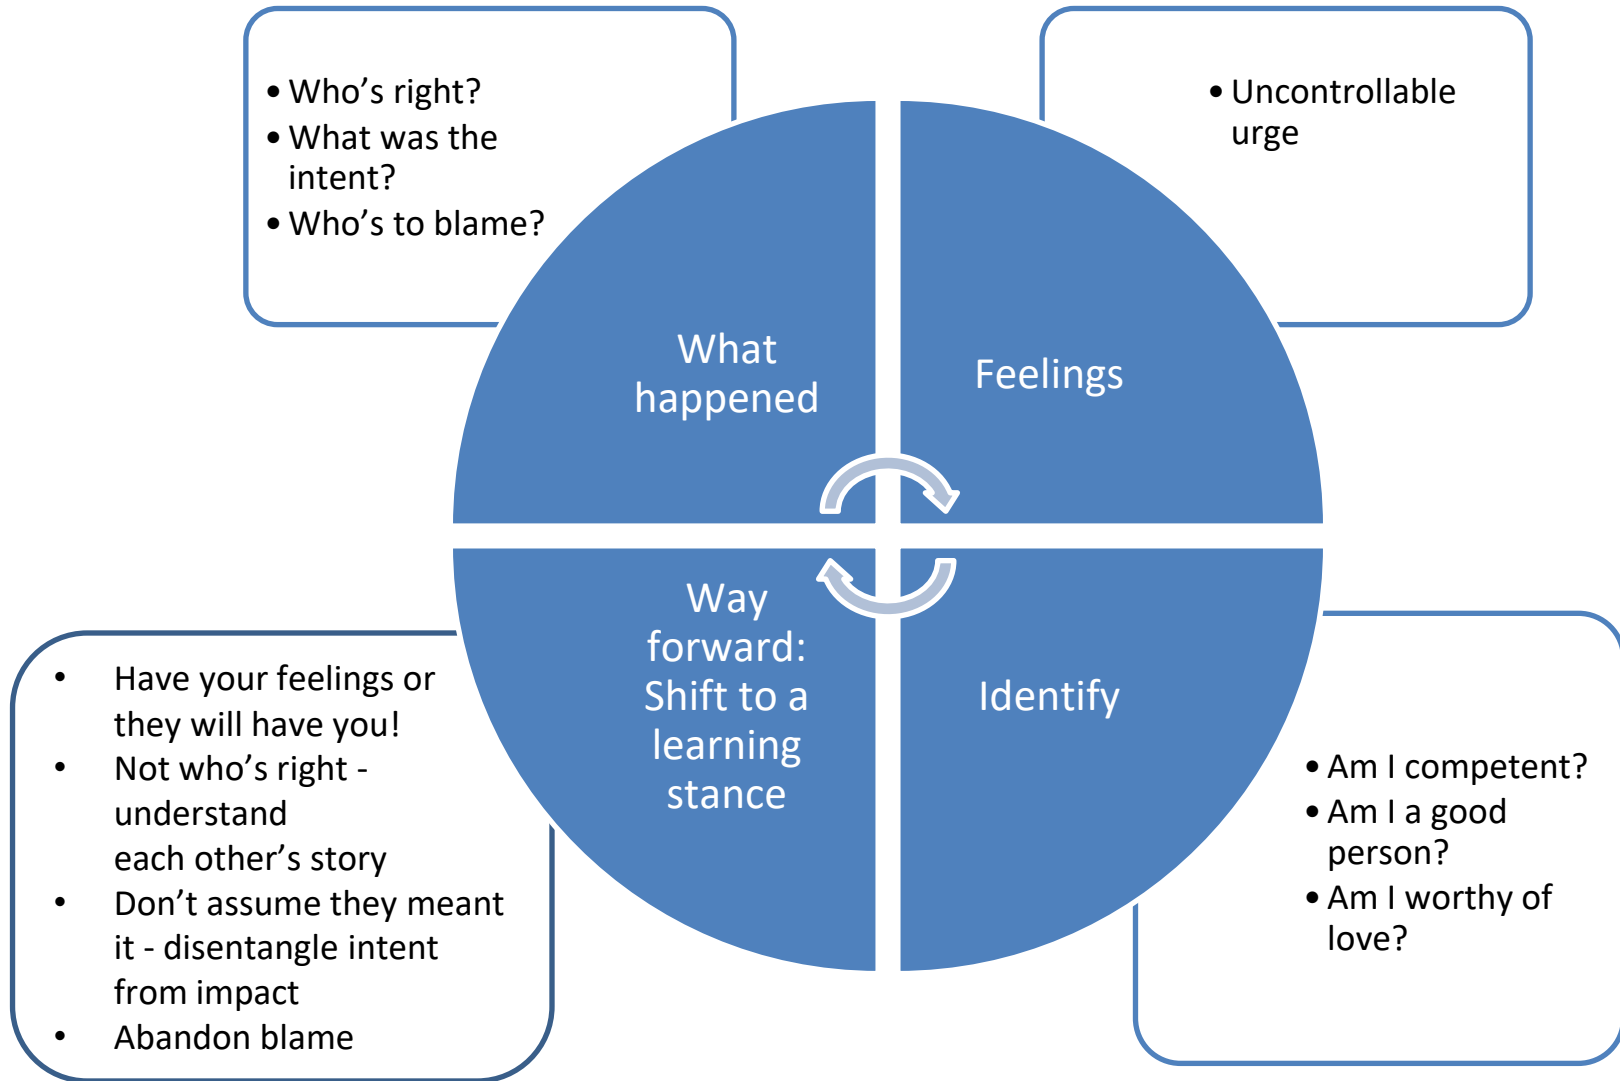 • Who’s right?
• What was the
intent?
• Who’s to blame?
• Uncontrollable
urge
What
happened
Feelings
Way
forward:
Shift to a
learning
stance
Identify
• Have your feelings or
they will have you!
• Not who’s right -
understand
each other’s story
• Don’t assume they meant
it - disentangle intent
from impact
• Abandon blame
• Am I competent?
• Am I a good
person?
• Am I worthy of
love?